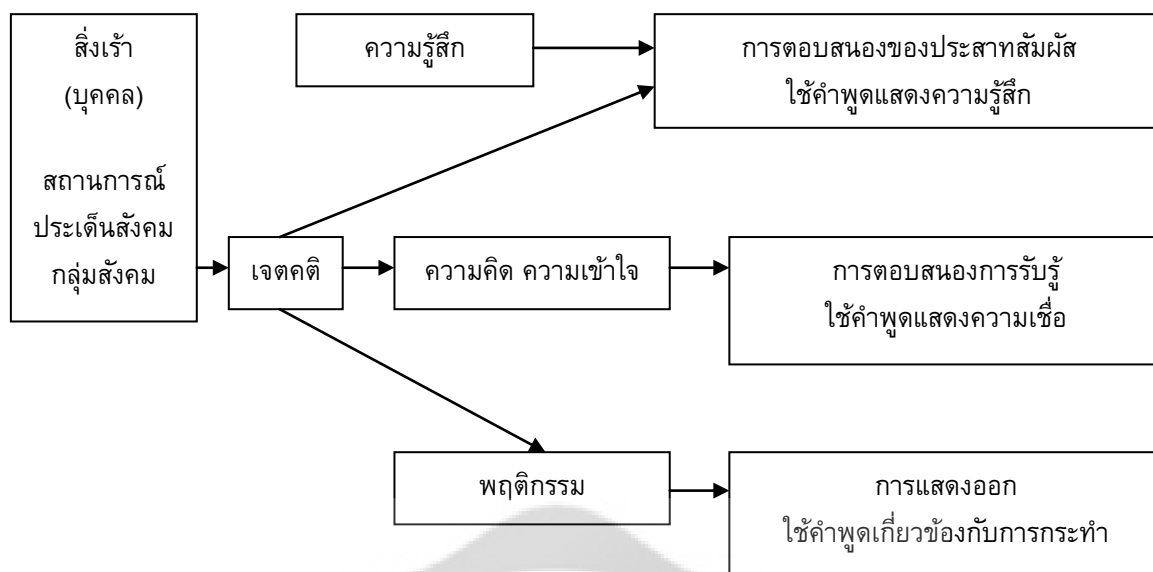 สิ่งเร้า
(บุคคล)
สถานการณ์
ประเด็นสังคม
กลุ่มสังคม
ความรู้สึก
การตอบสนองของประสาทสัมผัส
ใช้คำพูดแสดงความรู้สึก
เจตคติ
ความคิด ความเข้าใจ
การตอบสนองการรับรู้
ใช้คำพูดแสดงความเชื่อ
พฤติกรรม
การแสดงออก
ใช้คำพูดเกี่ยวข้องกับการกระทำ